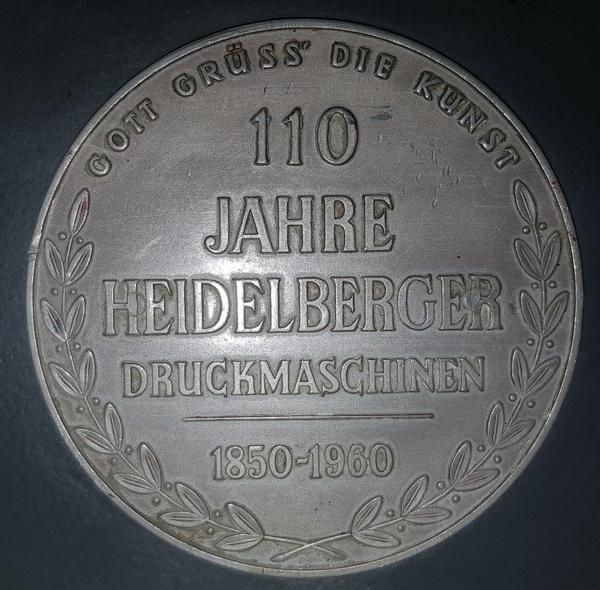 GOTT GRÜSS' DIE KUNST
110
JAHRE
HEIDELBERGER
DRUCKMASCHINEN
1850-1960